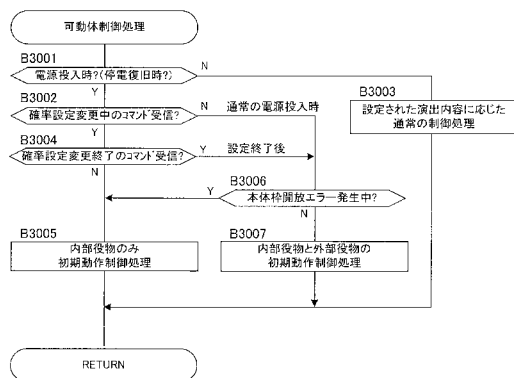 可動体制御処理
B3001
電源投入時?(停電復旧時?)
N
Y
B3002
確率設定変更中のコマンド受信?
N
通常の電源投入時
B3003
設定された演出内容に応じた
通常の制御処理
Y
B3004
確率設定変更終了のコマンド受信?
Y
設定終了後
N
B3006
Y
本体枠開放エラー発生中?
N
B3005
内部役物のみ
初期動作制御処理
B3007
内部役物と外部役物の
初期動作制御処理
RETURN